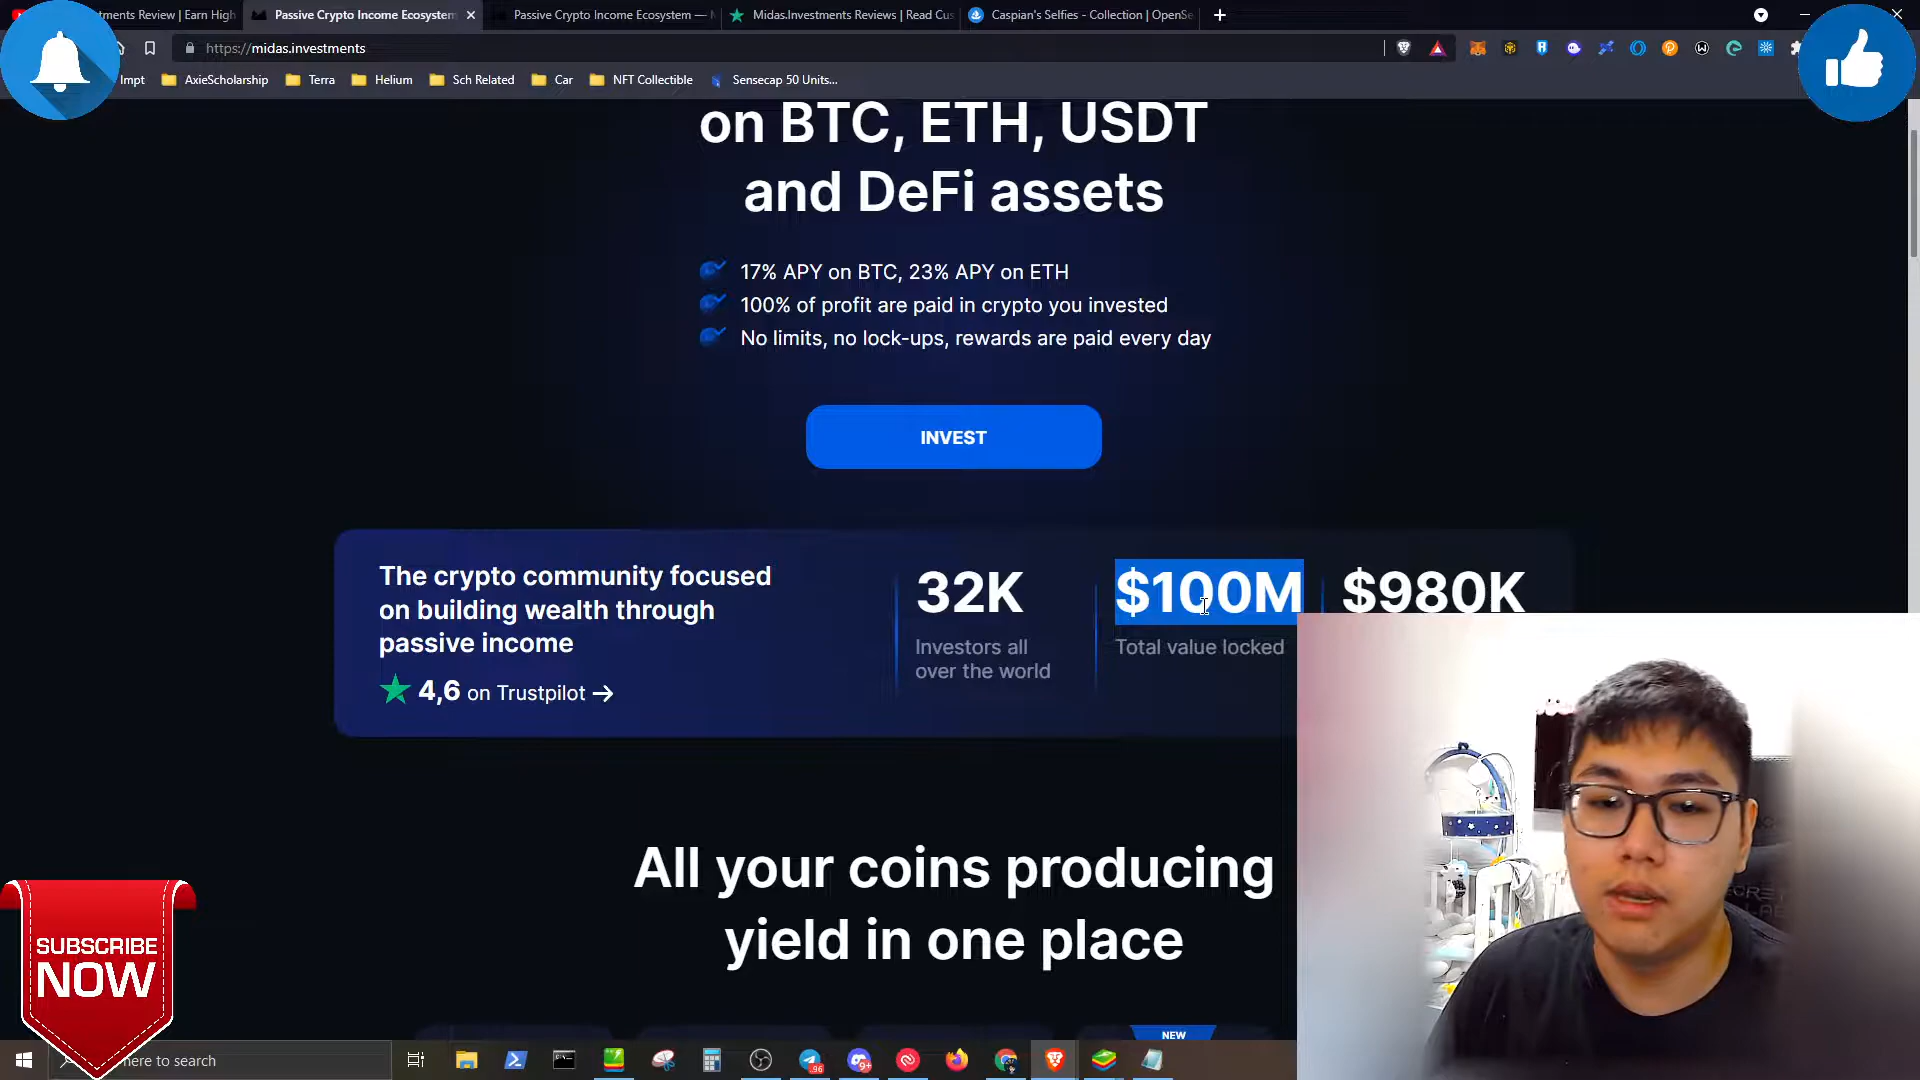 tments Review | Earn High
Passive Crypto Income Ecosystem
Passive Crypto Income Ecosystem —
Midas.Investments Reviews | Read Cus
Caspian's Selfies - Collection | OpenSe
https://midas.investments
Impt
AxieScholarship
Terra
Helium
Sch Related
Car
NFT Collectible
Sensecap 50 Units...
on BTC, ETH, USDT
and DeFi assets
17% APY on BTC, 23% APY on ETH
100% of profit are paid in crypto you invested
No limits, no lock-ups, rewards are paid every day
INVEST
The crypto community focused
on building wealth through
passive income
4,6 on Trustpilot →
32K
Investors all
over the world
$100M
Total value locked
$980K
All your coins producing
yield in one place
NEW
SUBSCRIBE
NOW
here to search
96
9+